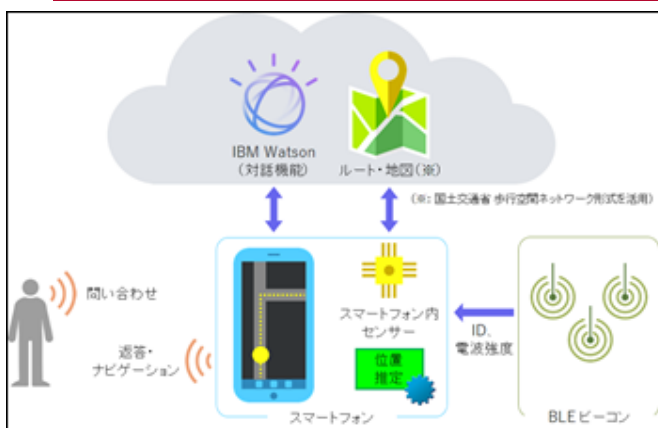 IBM Watson
(対話機能)
ルート・地図(※)
(※: 国土交通省 歩行空間ネットワーク形式を活用)
問い合わせ
返答・
ナビゲーション
スマートフォン内
センサー
位置
推定
スマートフォン
ID、
電波強度
BLEビーコン